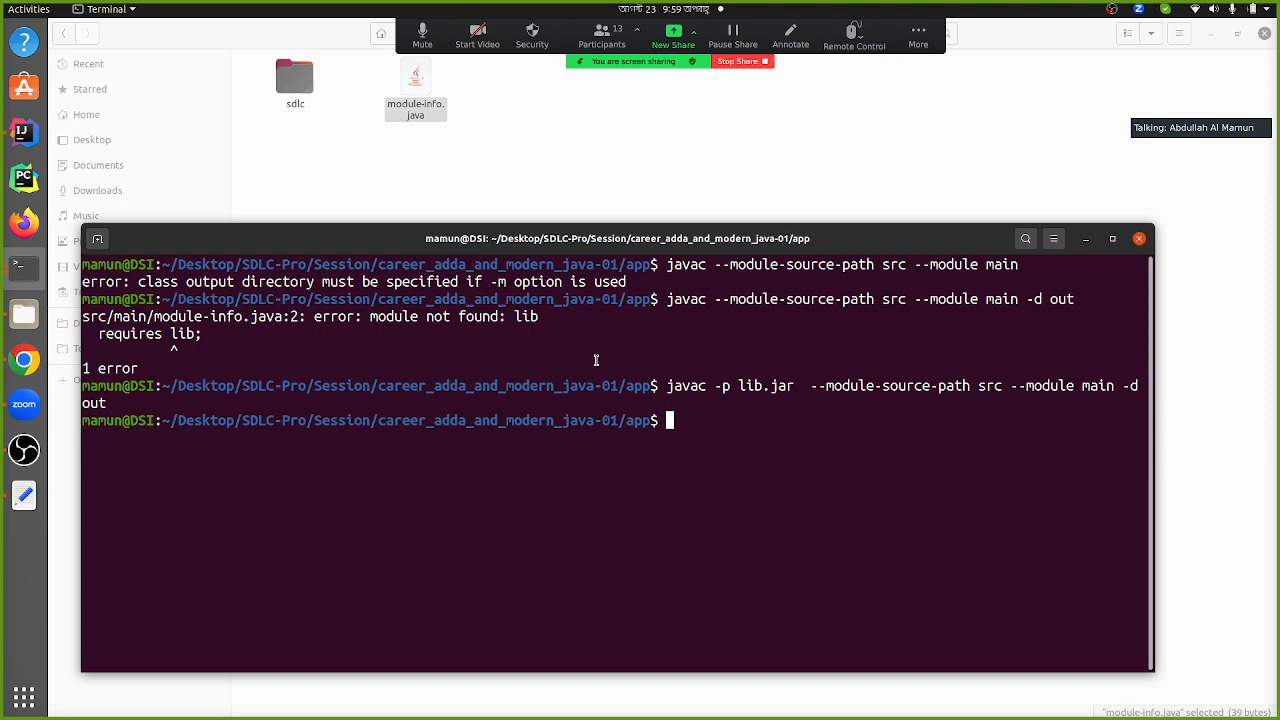 Activities
Terminal
আগস্ট 23 9:59 অপরাহ্ণ
Mute
Start Video
Security
13
Participants
New Share
Pause Share
Annotate
Remote Control
More
You are screen sharing
Stop Share
Recent
Starred
Home
Desktop
Documents
Downloads
Music
sdlc
module-info.
java
Talking: Abdullah Al Mamun
mamun@DSI: ~/Desktop/SDLC-Pro/Session/career_adda_and_modern_java-01/app
mamun@DSI:~/Desktop/SDLC-Pro/Session/career_adda_and_modern_java-01/app$ javac --module-source-path src --module main
error: class output directory must be specified if -m option is used
mamun@DSI:~/Desktop/SDLC-Pro/Session/career_adda_and_modern_java-01/app$ javac --module-source-path src --module main -d out
src/main/module-info.java:2: error: module not found: lib
requires lib;
^
1 error
mamun@DSI:~/Desktop/SDLC-Pro/Session/career_adda_and_modern_java-01/app$ javac -p lib.jar --module-source-path src --module main -d
out
mamun@DSI:~/Desktop/SDLC-Pro/Session/career_adda_and_modern_java-01/app$
zoom
"module-info.java" selected (39 bytes)